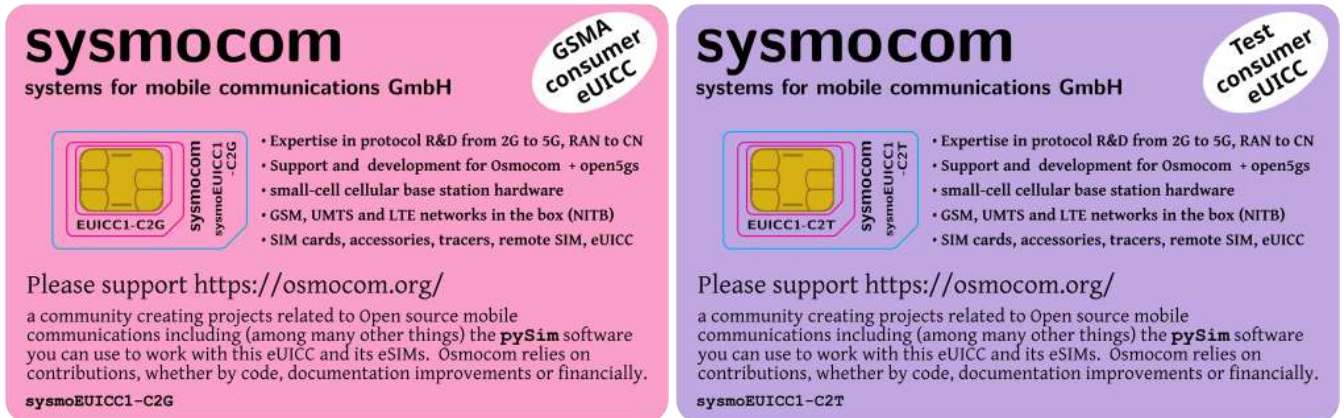 sysmocom
systems for mobile communications GmbH
GSMA
consumer
eUICC
EUICC1-C2G
sysmocom
sysmoEUICC1
-C2G
• Expertise in protocol R&D from 2G to 5G, RAN to CN
• Support and development for Osmocom + open5gs
• small-cell cellular base station hardware
• GSM, UMTS and LTE networks in the box (NITB)
• SIM cards, accessories, tracers, remote SIM, eUICC
Please support https://osmocom.org/
a community creating projects related to Open source mobile
communications including (among many other things) the pySim software
you can use to work with this eUICC and its eSIMs. Osmocom relies on
contributions, whether by code, documentation improvements or financially.
sysmoEUICC1-C2G
sysmocom
systems for mobile communications GmbH
Test
consumer
eUICC
EUICC1-C2T
sysmocom
sysmoEUICC1
-C2T
• Expertise in protocol R&D from 2G to 5G, RAN to CN
• Support and development for Osmocom + open5gs
• small-cell cellular base station hardware
• GSM, UMTS and LTE networks in the box (NITB)
• SIM cards, accessories, tracers, remote SIM, eUICC
Please support https://osmocom.org/
a community creating projects related to Open source mobile
communications including (among many other things) the pySim software
you can use to work with this eUICC and its eSIMs. Osmocom relies on
contributions, whether by code, documentation improvements or financially.
sysmoEUICC1-C2T